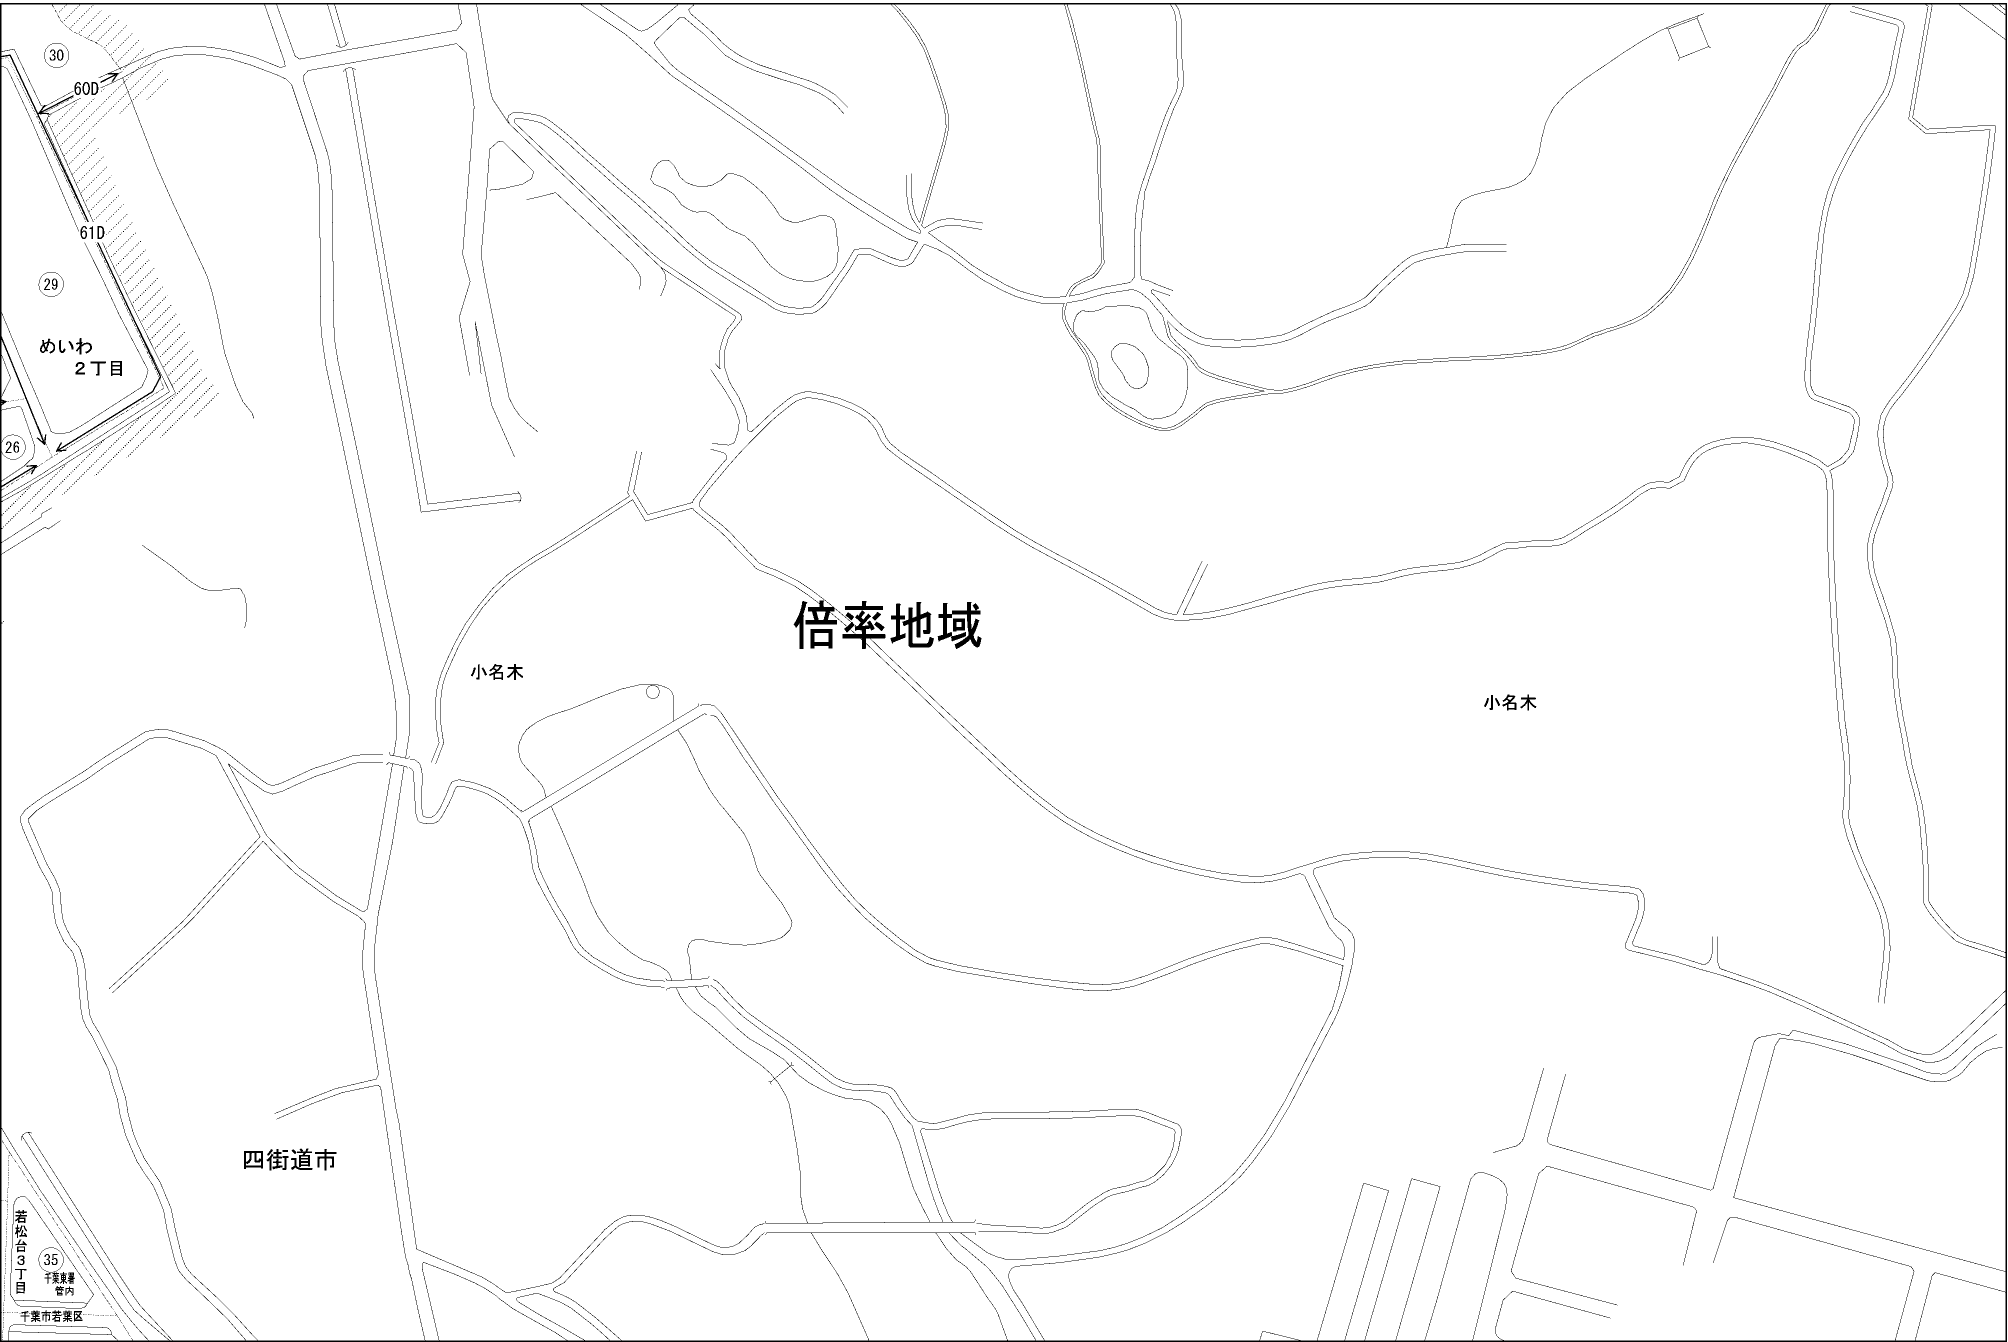 30
60D
61D
29
めいわ
2丁目
26
倍率地域
小名木
小名木
四街道市
若松台3丁目
35
千葉東署
管内
千葉市若葉区